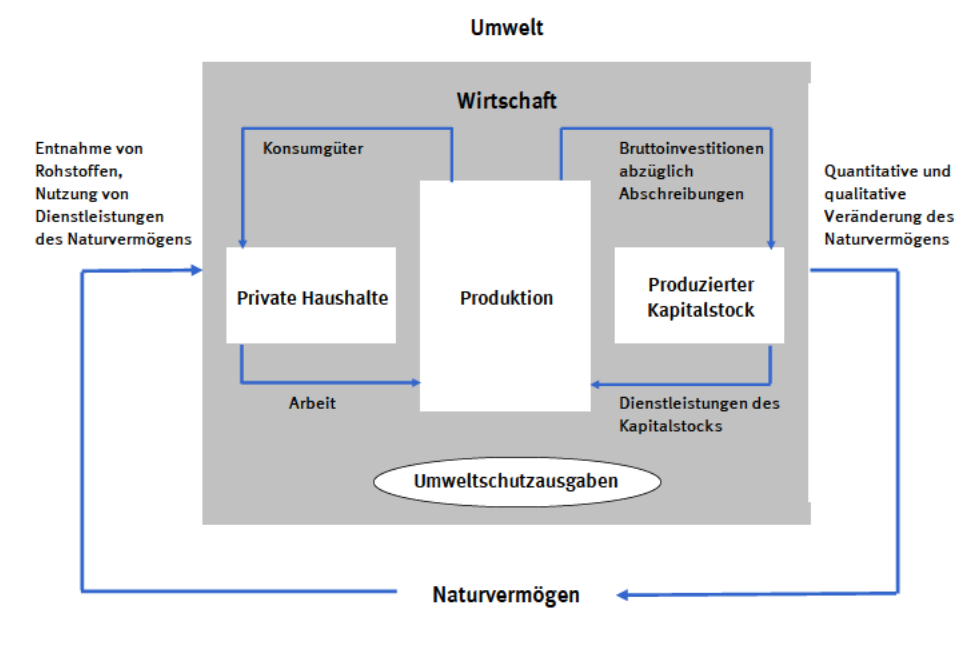 Umwelt
Wirtschaft
Entnahme von
Rohstoffen,
Nutzung von
Dienstleistungen
des Naturvermögens
Konsumgüter
Bruttoinvestitionen
abzüglich
Abschreibungen
Quantitative und
qualitative
Veränderung des
Naturvermögens
Private Haushalte
Produktion
Produzierter
Kapitalstock
Arbeit
Dienstleistungen des
Kapitalstocks
Umweltschutzausgaben
Naturvermögen